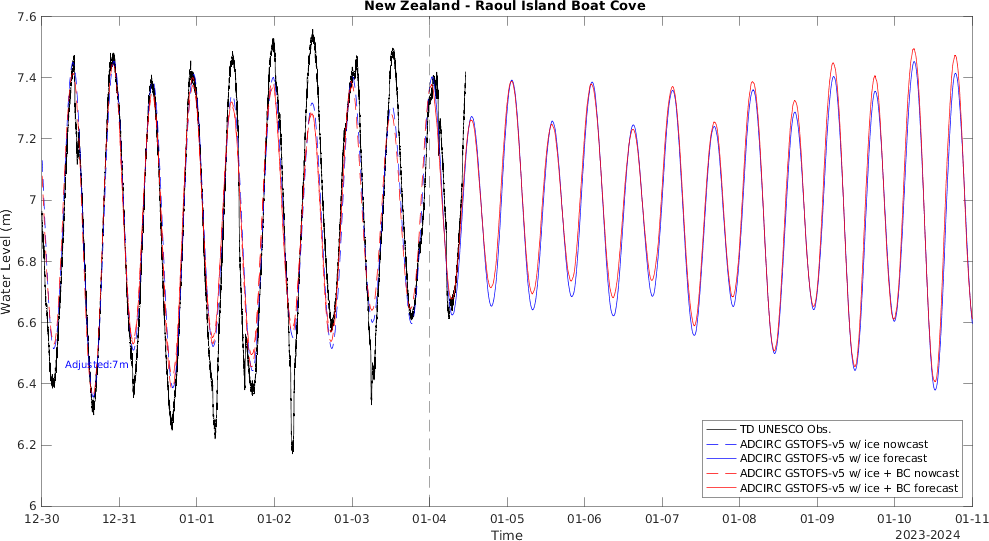 New Zealand - Raoul Island Boat Cove
7.6
7.4
7.2
7
6.8
6.6
6.4
6.2
6
Water Level (m)
Adjusted:7m
TD UNESCO Obs.
ADCIRC GSTOFS-v5 w/ ice nowcast
ADCIRC GSTOFS-v5 w/ ice forecast
ADCIRC GSTOFS-v5 w/ ice + BC nowcast
ADCIRC GSTOFS-v5 w/ ice + BC forecast
12-30 12-31 01-01 01-02 01-03 01-04 01-05 01-06 01-07 01-08 01-09 01-10 01-11
Time
2023-2024